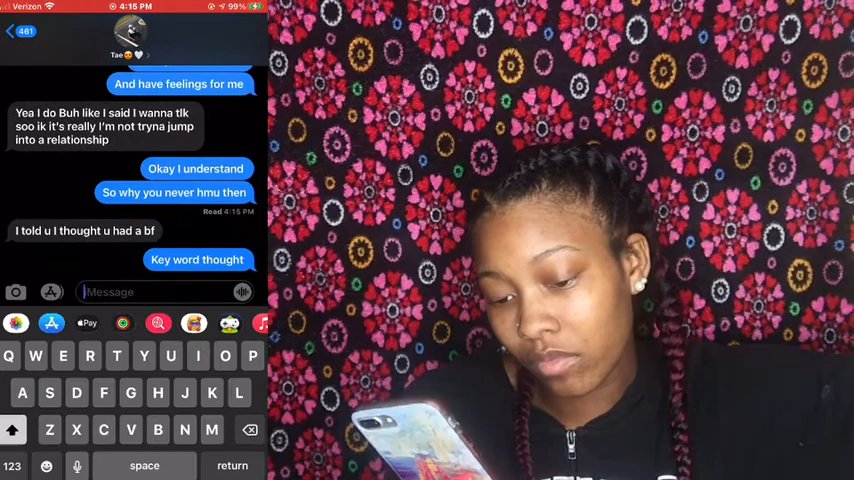 Verizon 4:15 PM 99%
461
Tae😍🤍
And have feelings for me
Yea I do Buh like I said I wanna tlk
soo ik it's really I'm not tryna jump
into a relationship
Okay I understand
So why you never hmu then
Read 4:15 PM
I told u I thought u had a bf
Key word thought
Message
Pay
Q W E R T Y U I O P
A S D F G H J K L
Z X C V B N M
123 space return